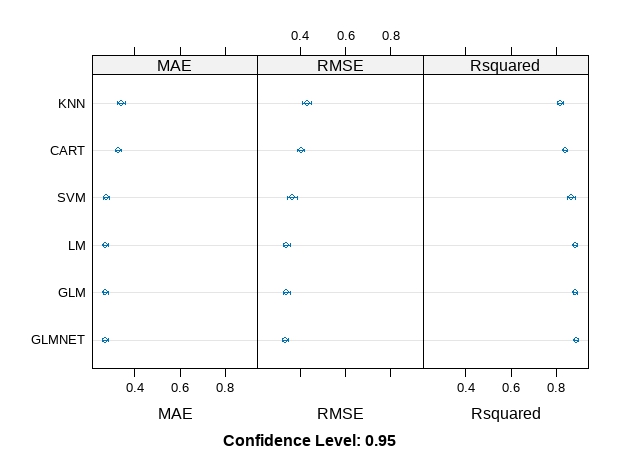 0.4 0.6 0.8
MAE RMSE Rsquared
KNN
CART
SVM
LM
GLM
GLMNET
0.4 0.6 0.8 0.4 0.6 0.8
MAE RMSE Rsquared
Confidence Level: 0.95